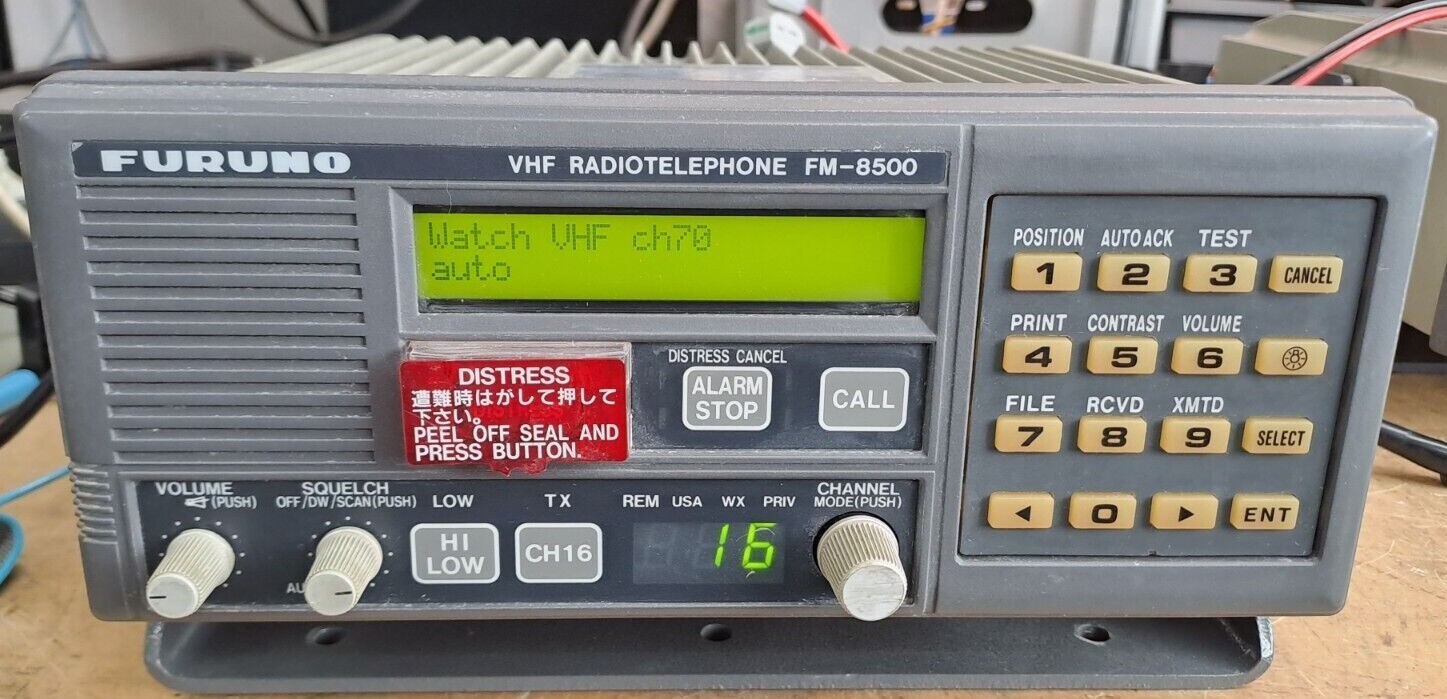 FURUNO
VHF RADIOTELEPHONE FM-8500
Watch VHF ch70
auto
DISTRESS
遭難時はがして押して
下さい。
PEEL OFF SEAL AND
PRESS BUTTON.
DISTRESS CANCEL
ALARM
STOP
CALL
VOLUME
(PUSH)
SQUELCH
OFF/DW/SCAN(PUSH)
LOW
HI
LOW
TX
CH16
REM USA WX PRIV
16
CHANNEL
MODE(PUSH)
POSITION AUTO ACK TEST
1 2 3 CANCEL
PRINT CONTRAST VOLUME
4 5 6
FILE RCVD XMTD
7 8 9 SELECT
0 ENT